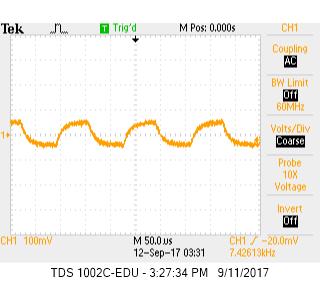 Tek
T Trig'd
M Pos: 0.000s
CH1
Coupling
AC
BW Limit
Off
60MHz
Volts/Div
Coarse
Probe
10X
Voltage
Invert
Off
1
CH1 100mV
M 50.0us
CH1 -20.0mV
12-Sep-17 03:31
7.42613kHz
TDS 1002C-EDU - 3:27:34 PM 9/11/2017